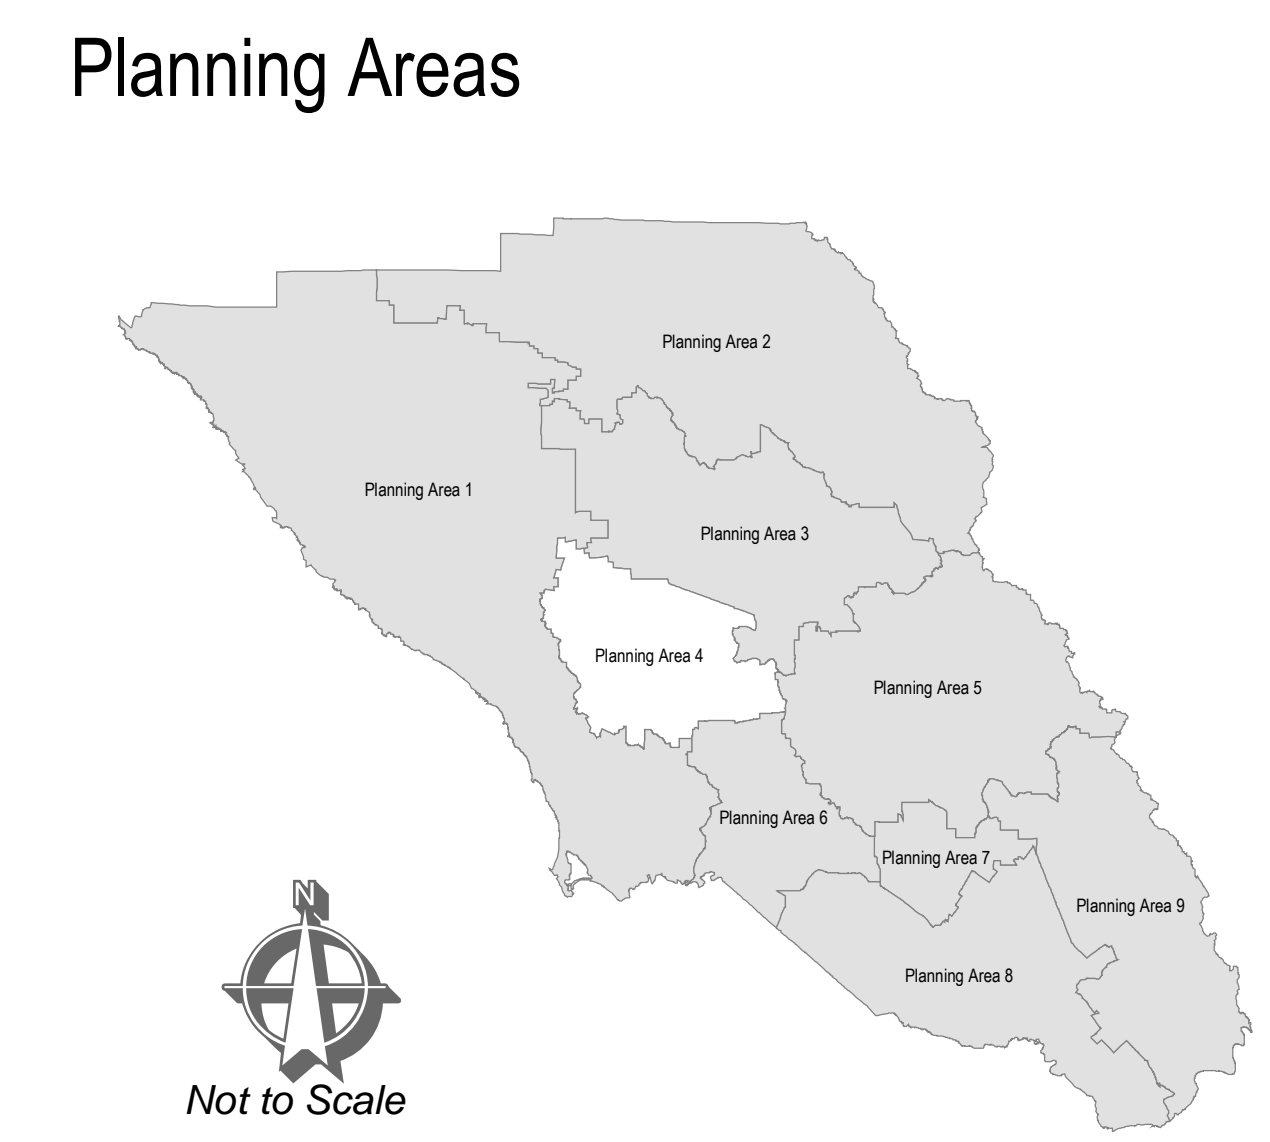 Planning Areas
Planning Area 2
Planning Area 1
Planning Area 3
Planning Area 4
Planning Area 5
Planning Area 6
Planning Area 7
Planning Area 9
Planning Area 8
N
Not to Scale